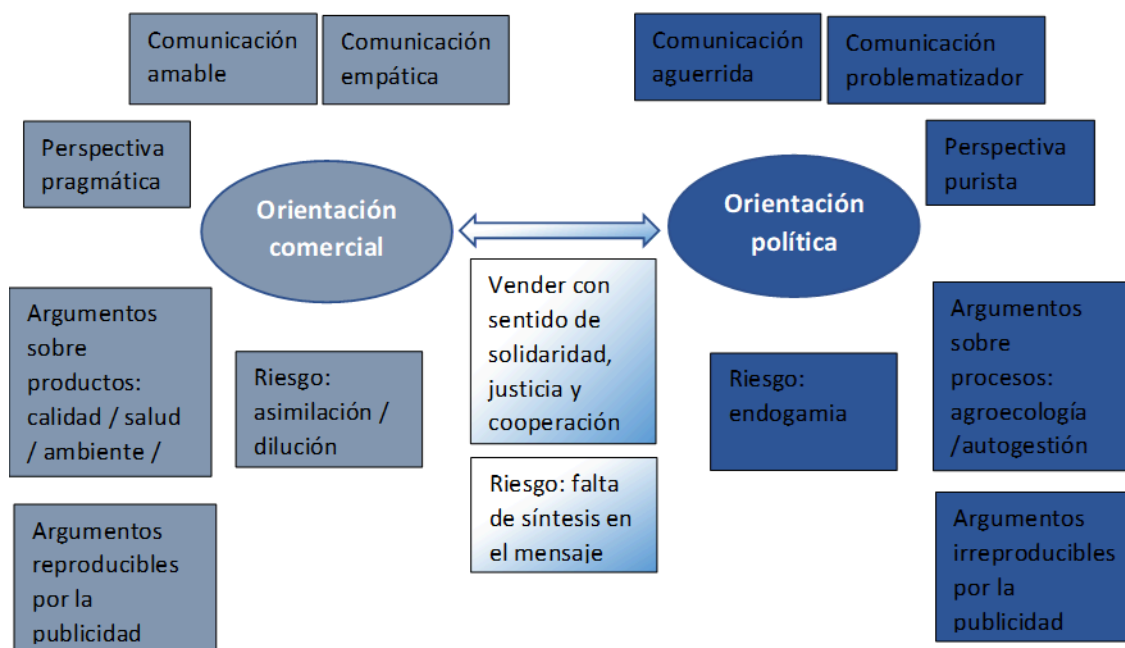 Comunicación
amable
Comunicación
empática
Comunicación
aguerrida
Comunicación
problematizador
Perspectiva
pragmática
Perspectiva
purista
Orientación
comercial
Orientación
política
Vender con
sentido de
solidaridad,
justicia y
cooperación
Argumentos
sobre
productos:
calidad / salud
/ ambiente /
Riesgo:
asimilación /
dilución
Riesgo:
endogamia
Argumentos
sobre
procesos:
agroecología
/autogestión
Riesgo: falta
de síntesis en
el mensaje
Argumentos
reproducibles
por la
publicidad
Argumentos
irreproducibles
por la
publicidad